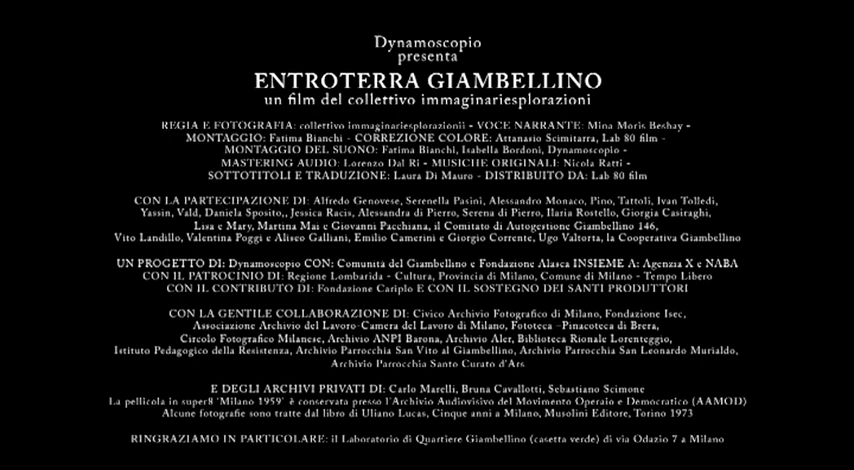 Dynamoscopio
presenta
ENTROTERRA GIAMBELLINO
un film del collettivo immaginariesplorazioni
REGIA E FOTOGRAFIA: collettivo immaginariesplorazionii - VOCE NARRANTE: Mina Moris Beshay -
MONTAGGIO: Fatima Bianchi - CORREZIONE COLORE: Attanasio Scimitarra, Lab 80 film -
MONTAGGIO DEL SUONO: Fatima Bianchi, Isabella Bordoni, Dynamoscopio -
MASTERING AUDIO: Lorenzo Dal Ri - MUSICHE ORIGINALI: Nicola Ratti -
SOTTOTITOLI E TRADUZIONE: Laura Di Mauro - DISTRIBUITO DA: Lab 80 film
CON LA PARTECIPAZIONE DI: Alfredo Genovese, Serenella Pasini, Alessandro Monaco, Pino, Tattoli, Ivan Tolledi,
Yassin, Vald, Daniela Sposito,, Jessica Racis, Alessandra di Pierro, Serena di Pierro, Ilaria Rostello, Giorgia Casiraghi,
Lisa e Mary, Martina Mai e Giovanni Pacchiana, il Comitato di Autogestione Giambellino 146,
Vito Landillo, Valentina Poggi e Aliseo Galliani, Emilio Camerini e Giorgio Corrente, Ugo Valtorta, la Cooperativa Giambellino
UN PROGETTO DI: Dynamoscopio CON: Comunità del Giambellino e Fondazione Alasca INSIEME A: Agenzia X e NABA
CON IL PATROCINIO DI: Regione Lombarida - Cultura, Provincia di Milano, Comune di Milano - Tempo Libero
CON IL CONTRIBUTO DI: Fondazione Cariplo E CON IL SOSTEGNO DEI SANTI PRODUTTORI
CON LA GENTILE COLLABORAZIONE DI: Civico Archivio Fotografico di Milano, Fondazione Isec,
Associazione Archivio del Lavoro-Camera del Lavoro di Milano, Fototeca –Pinacoteca di Brera,
Circolo Fotografico Milanese, Archivio ANPI Barona, Archivio Aler, Biblioteca Rionale Lorenteggio,
Istituto Pedagogico della Resistenza, Archivio Parrocchia San Vito al Giambellino, Archivio Parrocchia San Leonardo Murialdo,
Archivio Parrocchia Santo Curato d'Ars
E DEGLI ARCHIVI PRIVATI DI: Carlo Marelli, Bruna Cavallotti, Sebastiano Scimone
La pellicola in super8 'Milano 1959' è conservata presso l'Archivio Audiovisivo del Movimento Operaio e Democratico (AAMOD)
Alcune fotografie sono tratte dal libro di Uliano Lucas, Cinque anni a Milano, Musolini Editore, Torino 1973
RINGRAZIAMO IN PARTICOLARE: il Laboratorio di Quartiere Giambellino (casetta verde) di via Odazio 7 a Milano